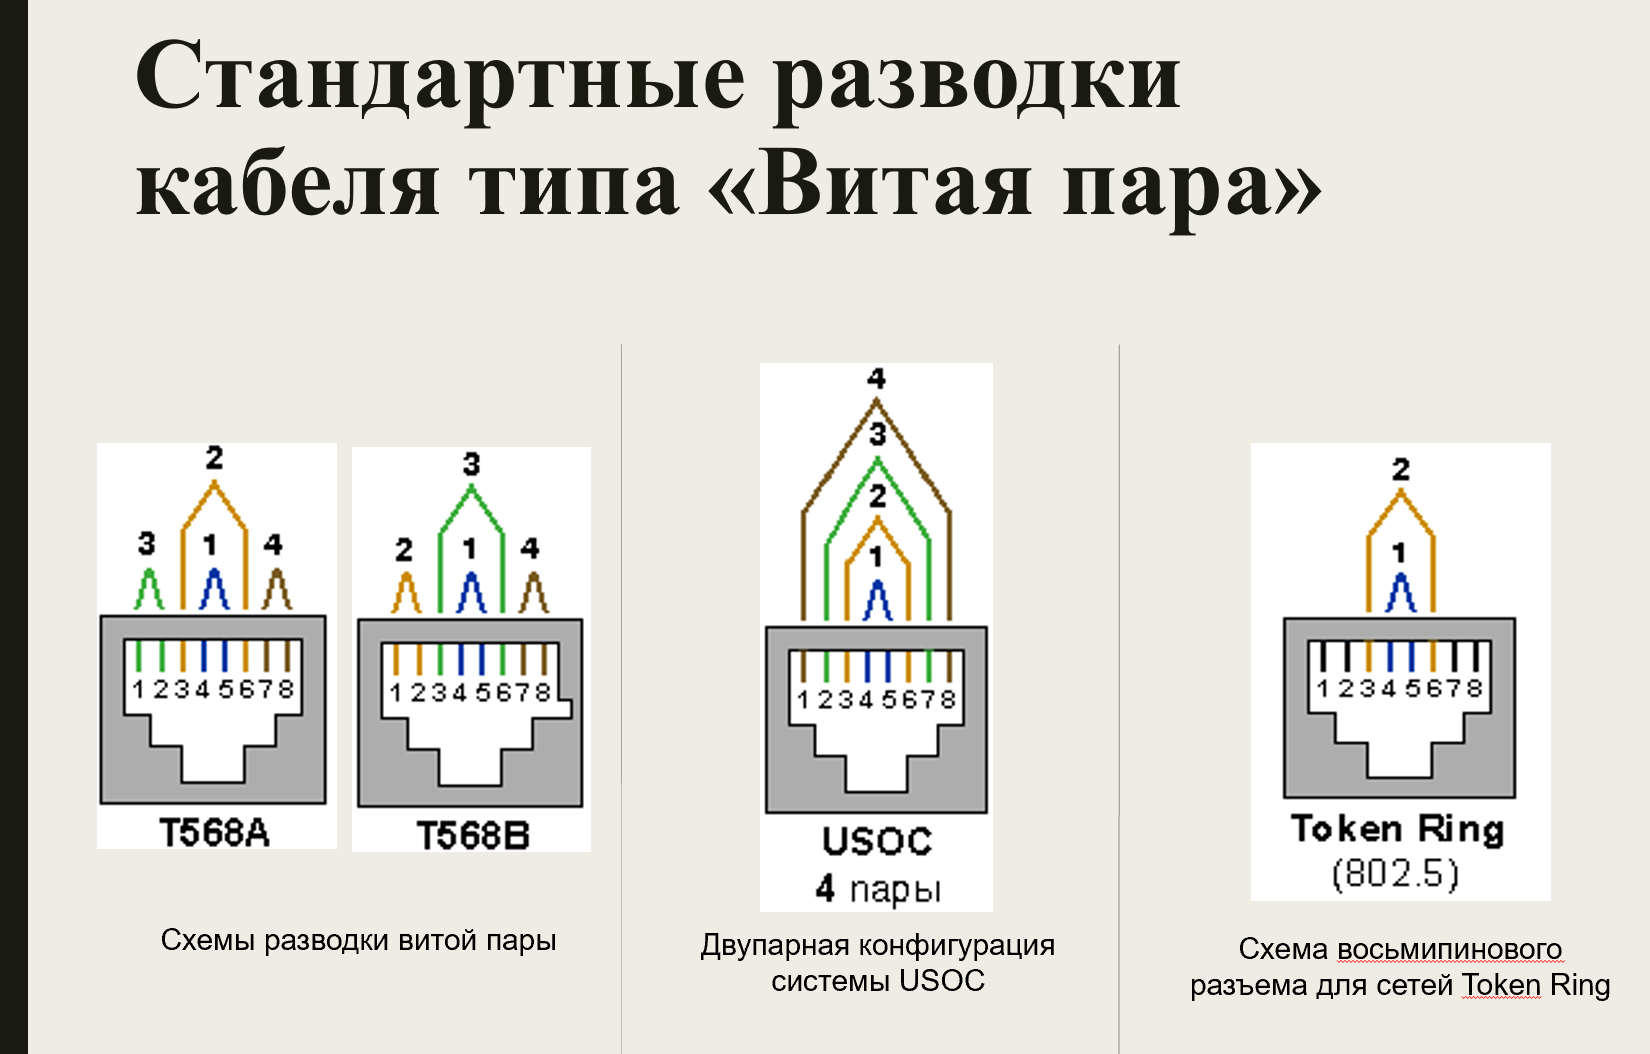 Стандартные разводки
кабеля типа «Витая пара»
2
3 1 4
1 2 3 4 5 6 7 8
T568A
3
2 1 4
1 2 3 4 5 6 7 8
T568B
Схемы разводки витой пары
4
3
2
1
1 2 3 4 5 6 7 8
USOC
4 пары
Двупарная конфигурация
системы USOC
2
1
1 2 3 4 5 6 7 8
Token Ring
(802.5)
Схема восьмипинового
разъема для сетей Token Ring